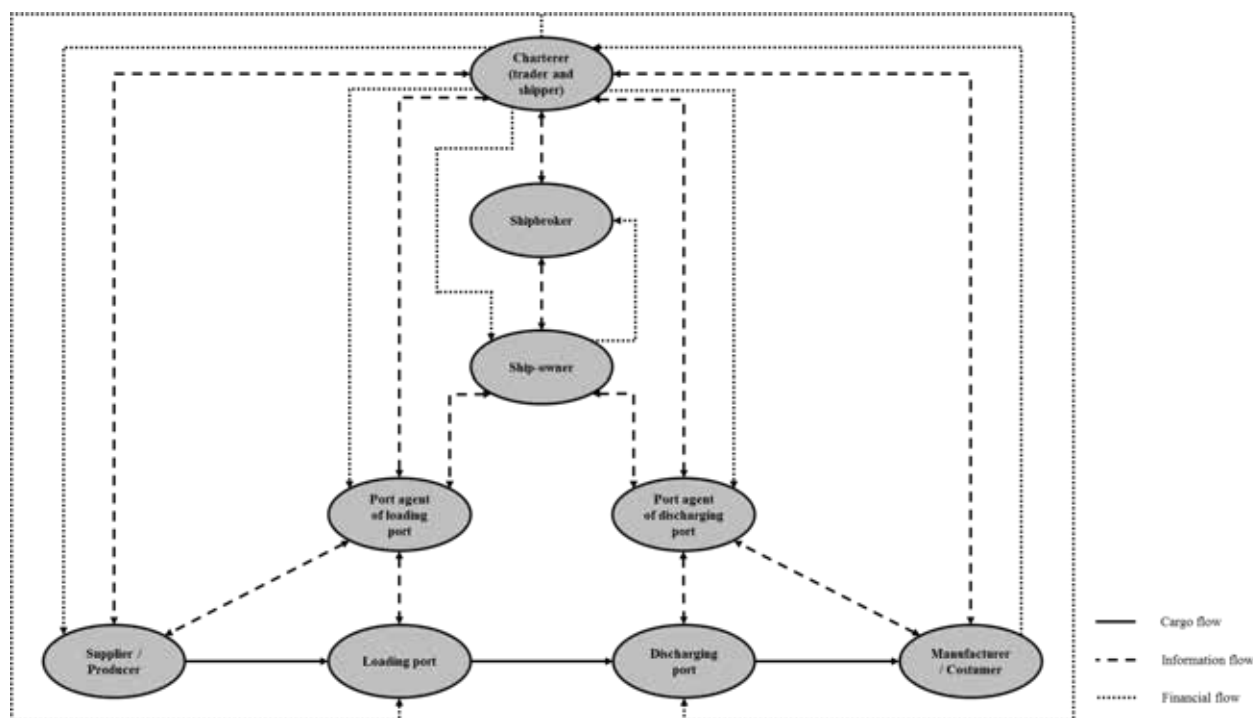 Charterer
(trader and
shipper)
Shipbroker
Ship-owner
Port agent
of loading
port
Port agent
of discharging
port
Supplier /
Producer
Loading port
Discharging
port
Manufacturer
/ Costumer
Cargo flow
Information flow
Financial flow